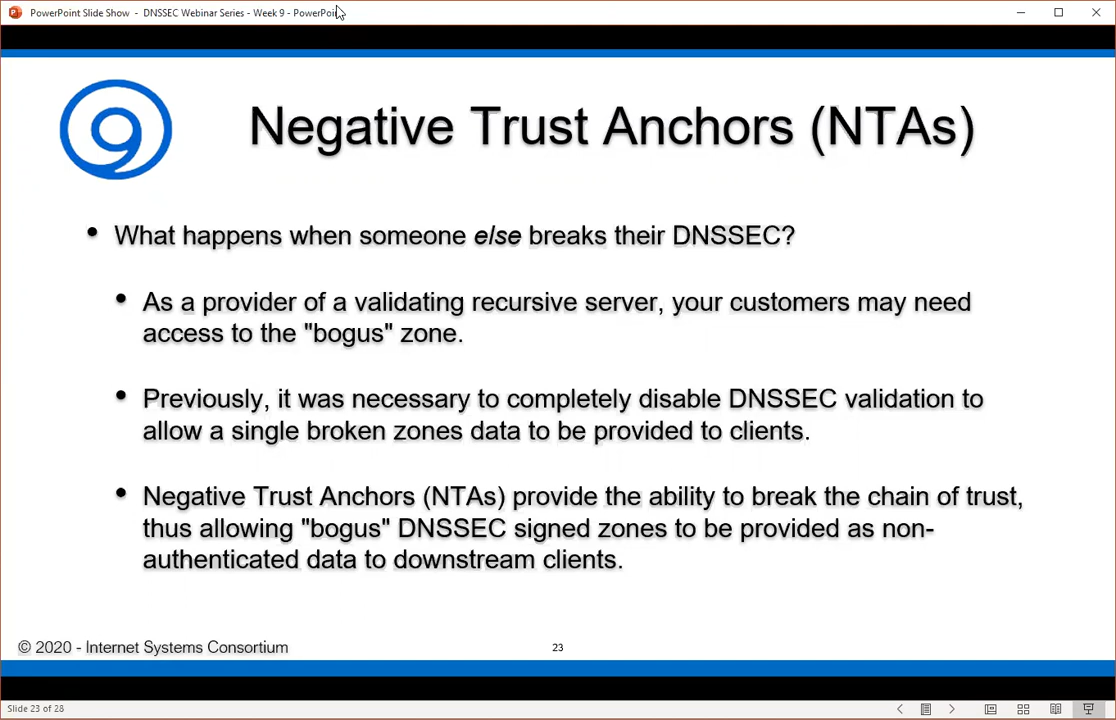 PowerPoint Slide Show - DNSSEC Webinar Series - Week 9 - PowerPoint
9
Negative Trust Anchors (NTAs)
• What happens when someone else breaks their DNSSEC?
• As a provider of a validating recursive server, your customers may need
access to the "bogus" zone.
• Previously, it was necessary to completely disable DNSSEC validation to
allow a single broken zones data to be provided to clients.
• Negative Trust Anchors (NTAs) provide the ability to break the chain of trust,
thus allowing "bogus" DNSSEC signed zones to be provided as non-
authenticated data to downstream clients.
© 2020 - Internet Systems Consortium
23
Slide 23 of 28